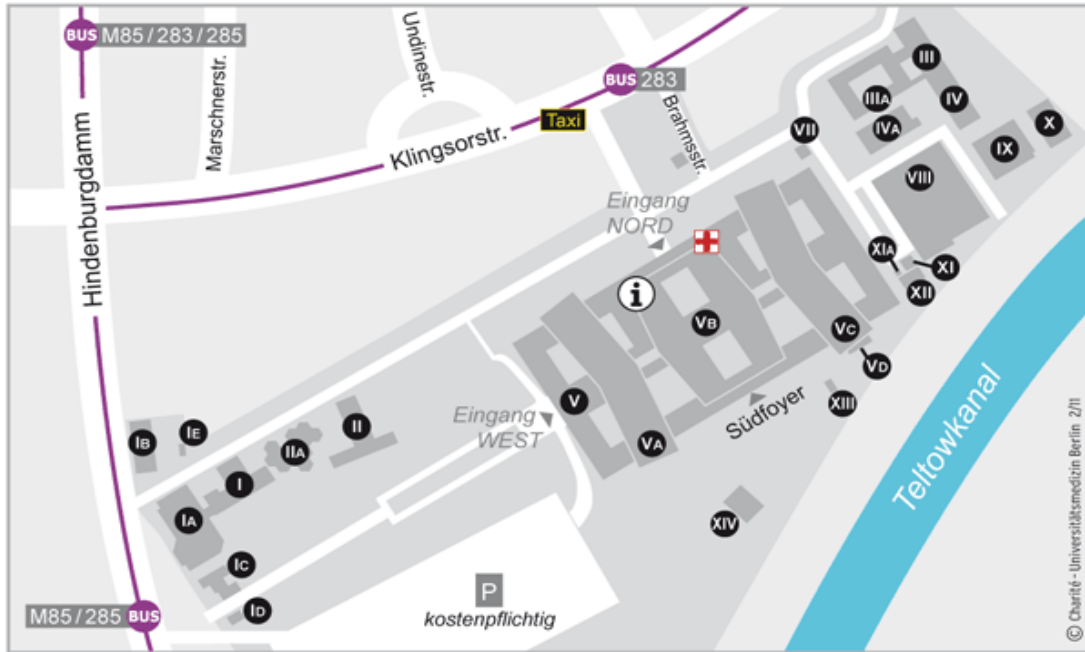 BUS M85 / 283 / 285
Marschnerstr.
Undinestr.
BUS 283
Taxi
Klingsorstr.
Brahmsstr.
Hindenburgdamm
Eingang
NORD
III
IIIA
IV
IVA
VII
X
IX
VIII
XIA
XI
XII
i
VB
VC
VD
XIII
V
VA
Südfoyer
Eingang
WEST
IB
IE
IIA
II
I
IA
IC
ID
XIV
P
kostenpflichtig
M85 / 285 BUS
Teltowkanal
© Charité - Universitätsmedizin Berlin 2/11